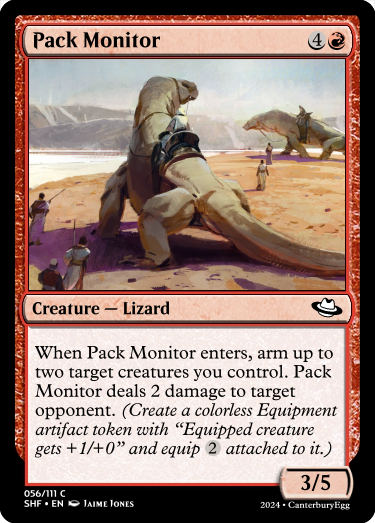 Pack Monitor 4
Creature — Lizard
When Pack Monitor enters, arm up to
two target creatures you control. Pack
Monitor deals 2 damage to target
opponent. (Create a colorless Equipment
artifact token with “Equipped creature
gets +1/+0” and equip 2 attached to it.)
3/5
056/111 C
SHF • EN Jaime Jones
2024 • CanterburyEgg